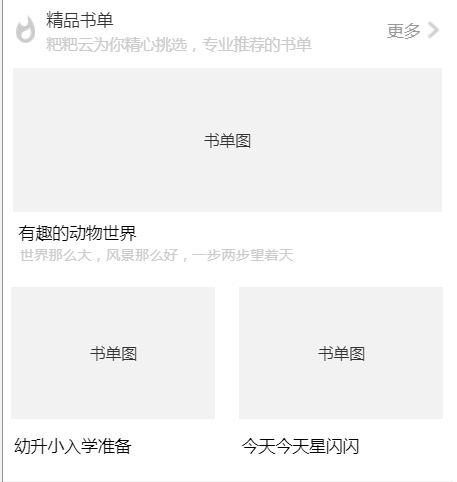 精品书单
粑粑云为你精心挑选，专业推荐的书单
更多
书单图
有趣的动物世界
世界那么大，风景那么好，一步两步望着天
书单图
书单图
幼升小入学准备
今天今天星闪闪